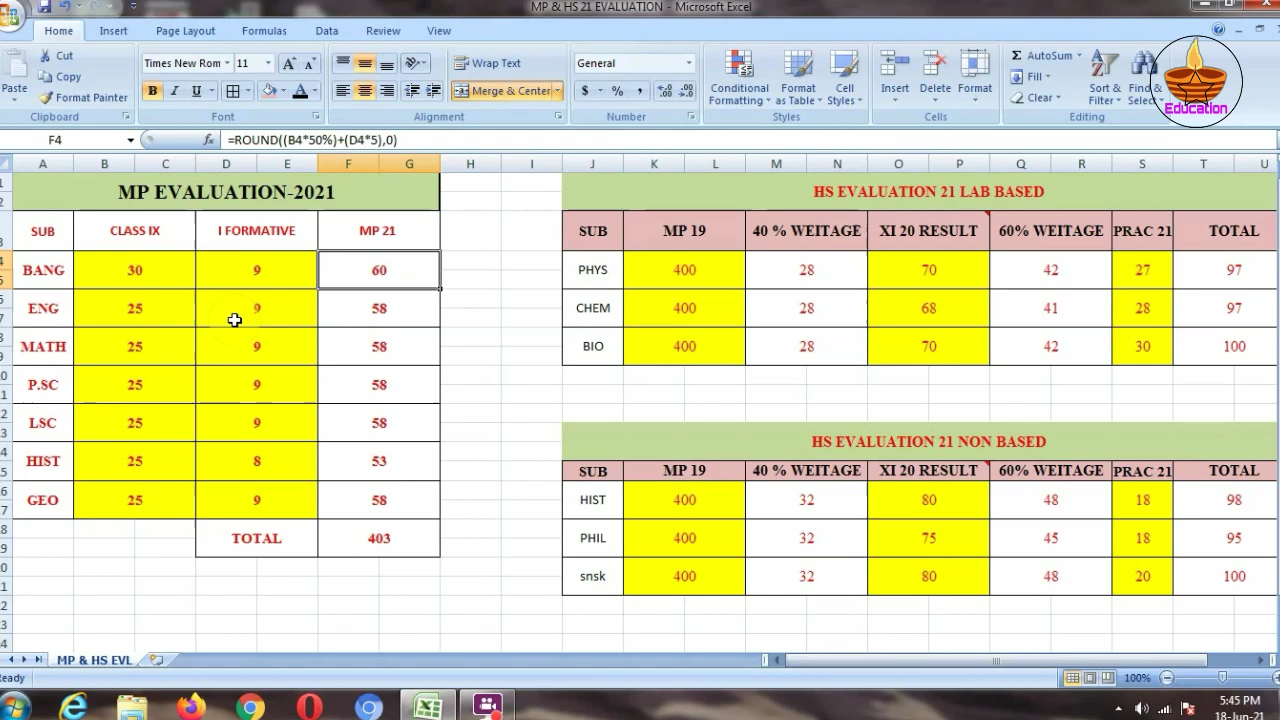 MP & HS 21 EVALUATION - Microsoft Excel
Home Insert Page Layout Formulas Data Review View
Cut
Copy
Format Painter
Paste
Clipboard
Times New Rom 11
B I U A
Font
Wrap Text
Merge & Center
Alignment
General
$ % ,
Number
Conditional Formatting
Format as Table
Cell Styles
Styles
Insert Delete Format
Cells
Σ AutoSum
Fill
Clear
Sort & Filter
Find & Select
Editing
Education
F4 fx =ROUND((B4*50%)+(D4*5),0)
A B C D E F G H I J K L M N O P Q R S T U
MP EVALUATION-2021
SUB CLASS IX I FORMATIVE MP 21
BANG 30 9 60
ENG 25 9 58
MATH 25 9 58
P.SC 25 9 58
LSC 25 9 58
HIST 25 8 53
GEO 25 9 58
TOTAL 403
HS EVALUATION 21 LAB BASED
SUB MP 19 40 % WEITAGE XI 20 RESULT 60% WEITAGE PRAC 21 TOTAL
PHYS 400 28 70 42 27 97
CHEM 400 28 68 41 28 97
BIO 400 28 70 42 30 100
HS EVALUATION 21 NON BASED
SUB MP 19 40 % WEITAGE XI 20 RESULT 60% WEITAGE PRAC 21 TOTAL
HIST 400 32 80 48 18 98
PHIL 400 32 75 45 18 95
snsk 400 32 80 48 20 100
MP & HS EVL
100%
5:45 PM
18-Jun-21